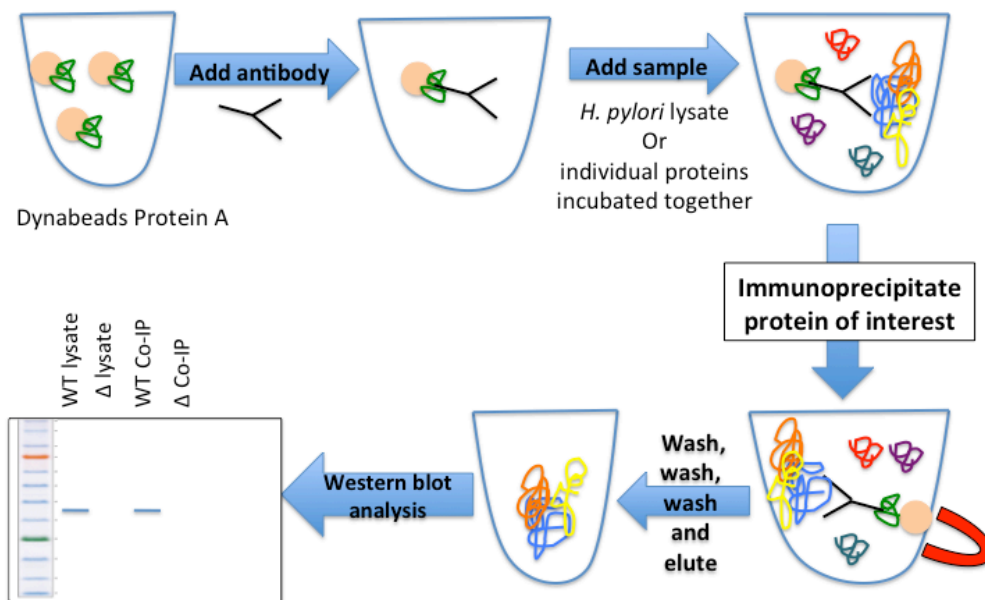 Add antibody
Add sample
H. pylori lysate
Or
individual proteins
incubated together
Dynabeads Protein A
Immunoprecipitate
protein of interest
Wash,
wash,
wash
and
elute
Western blot
analysis
WT lysate
Δ lysate
WT Co-IP
Δ Co-IP